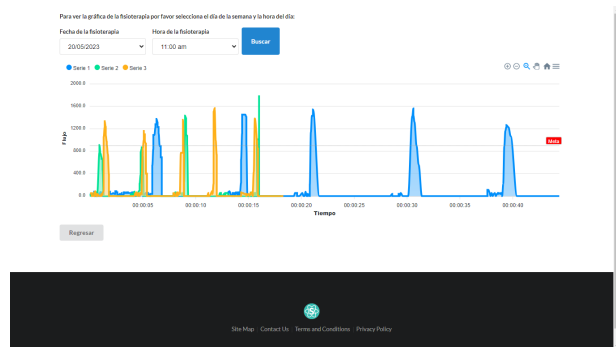 Para ver la gráfica de la fisioterapia por favor selecciona el día de la semana y la hora del día:
Fecha de la fisioterapia Hora de la fisioterapia
20/05/2023 11:00 am Buscar
Serie 1 Serie 2 Serie 3
2000.0
1600.0
1200.0
800.0
400.0
0.0
Flujo
Meta
00:00:05 00:00:10 00:00:15 00:00:20 00:00:25 00:00:30 00:00:35 00:00:40
Tiempo
Regresar
Site Map Contact Us Terms and Conditions Privacy Policy